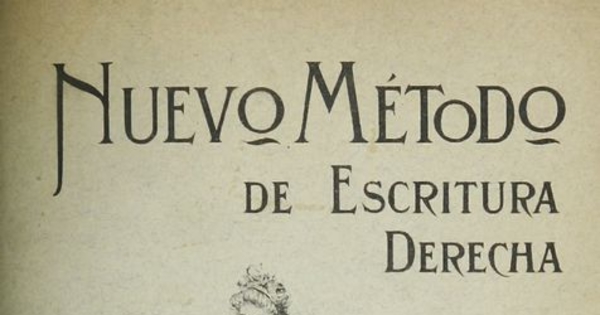 Nuevo Método
de Escritura
Derecha